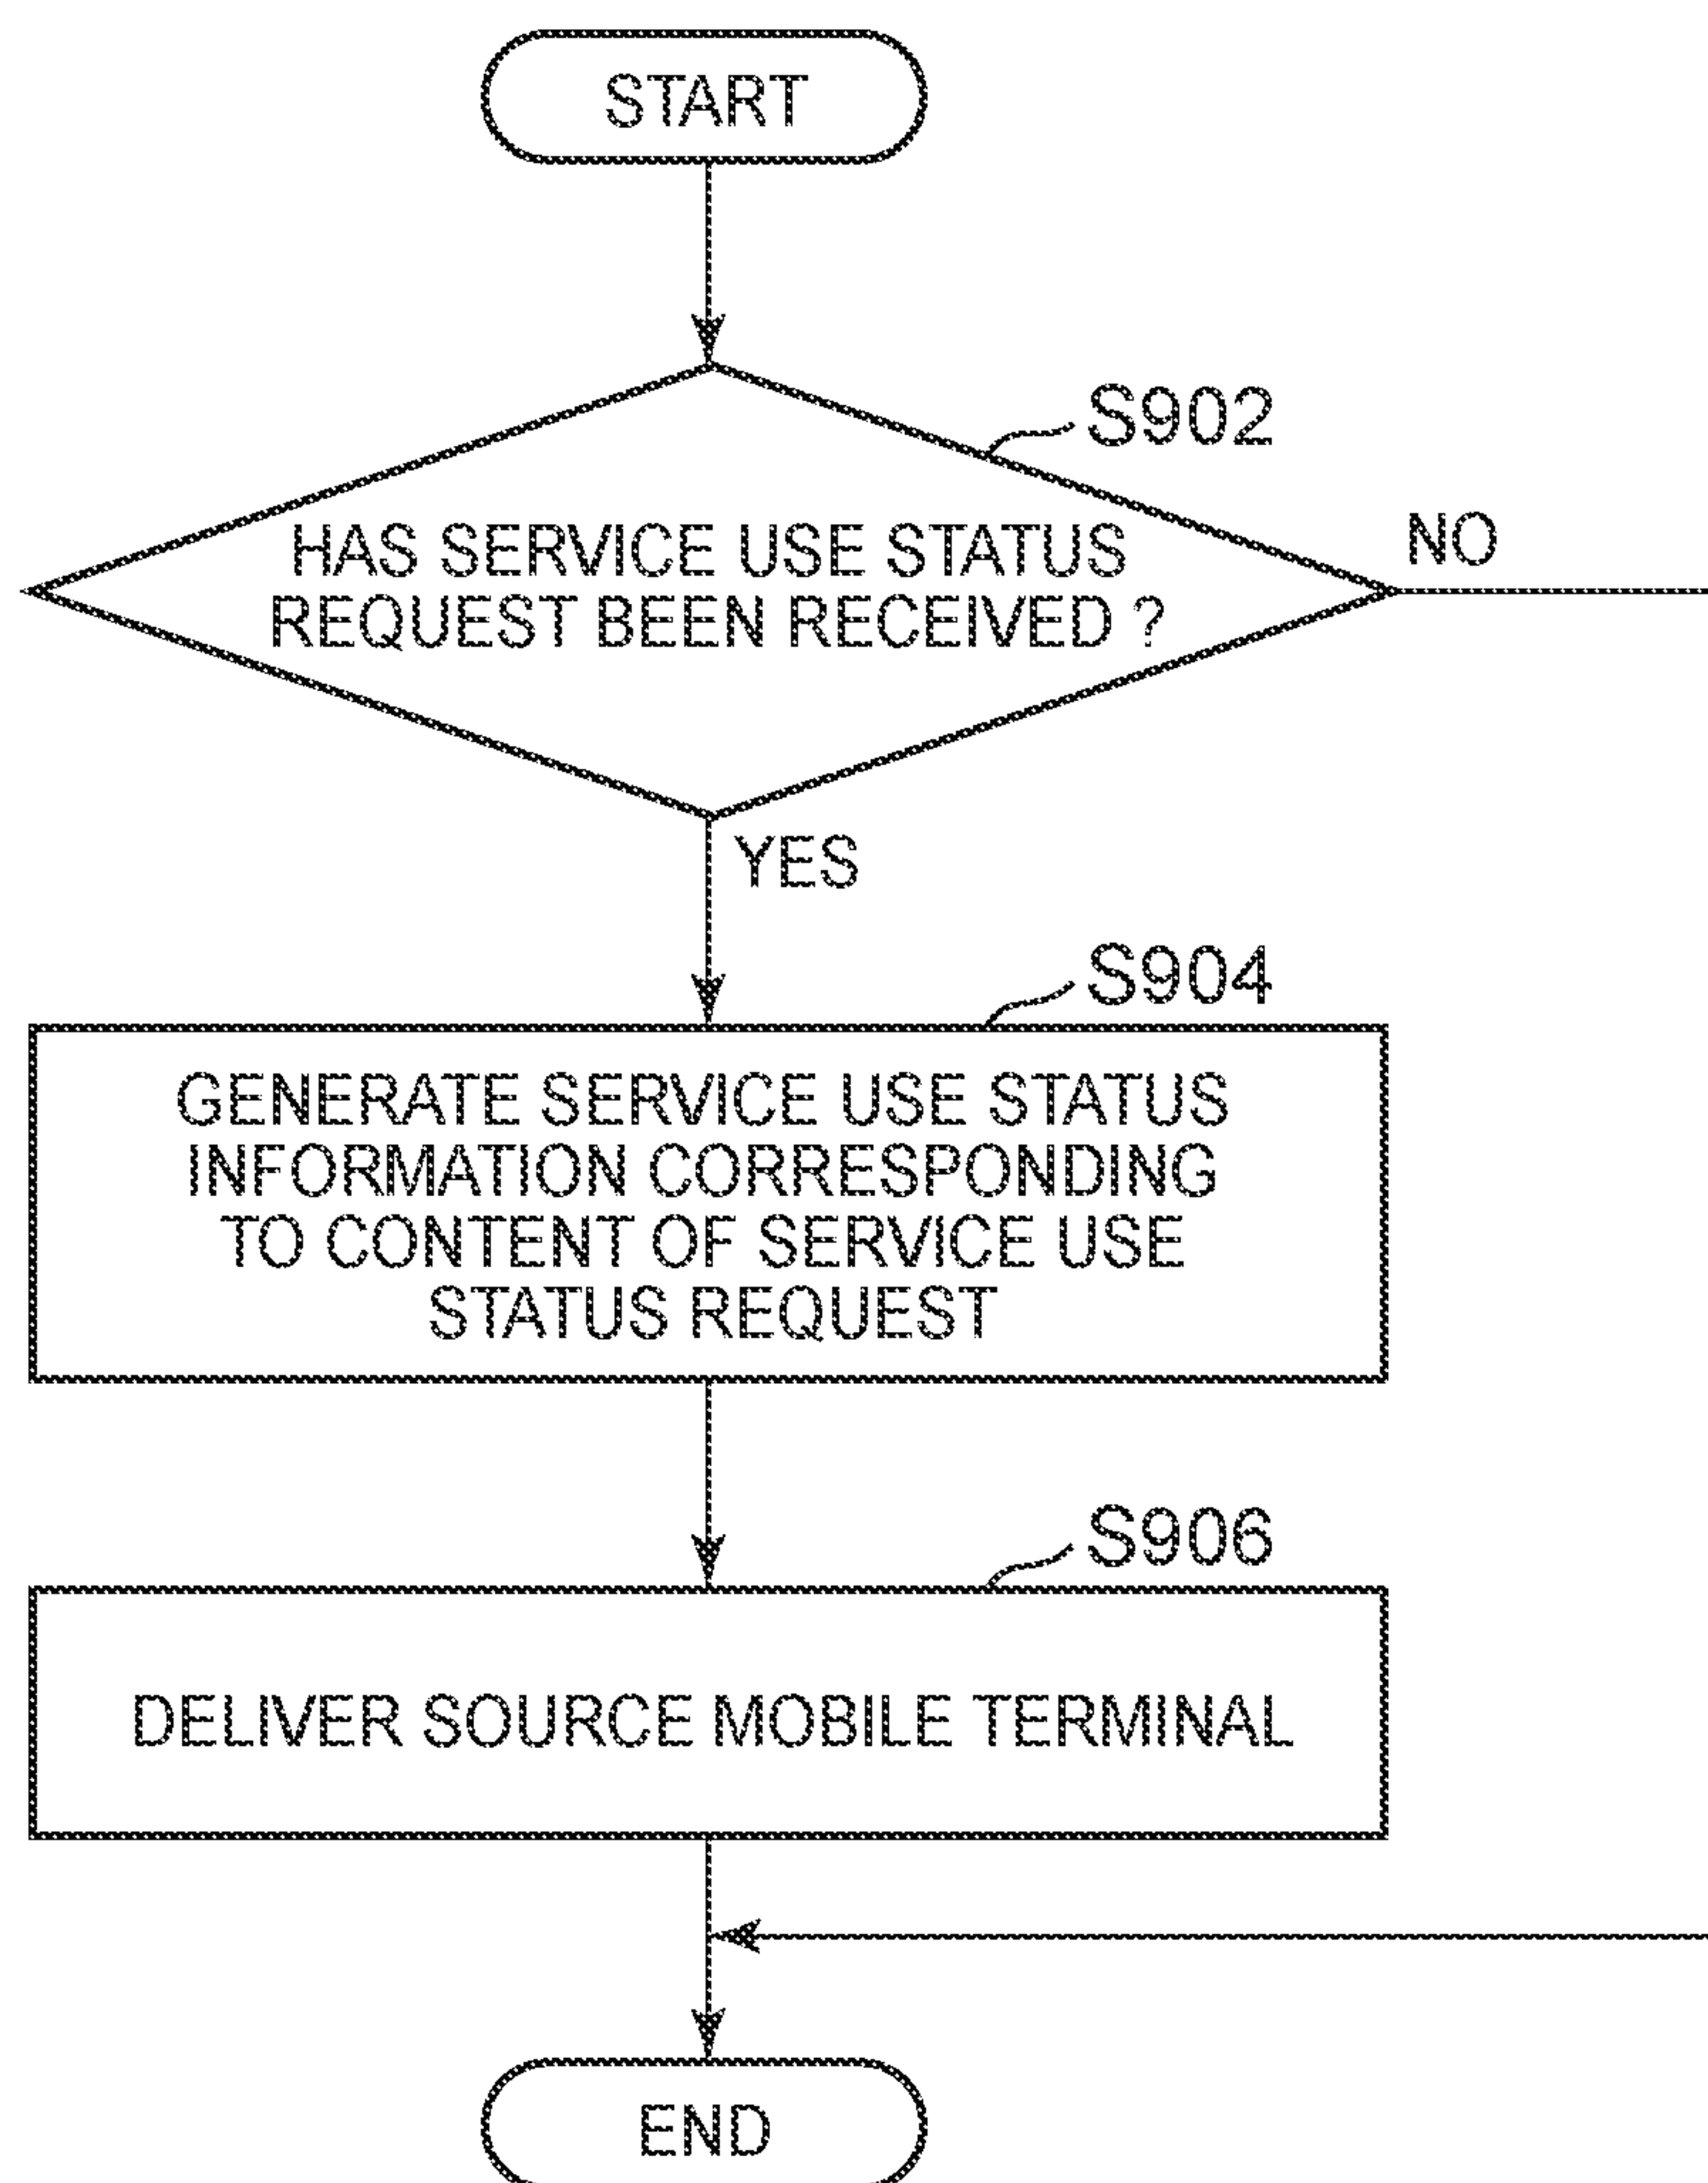 START
S902
HAS SERVICE USE STATUS
REQUEST BEEN RECEIVED ?
NO
YES
S904
GENERATE SERVICE USE STATUS
INFORMATION CORRESPONDING
TO CONTENT OF SERVICE USE
STATUS REQUEST
S906
DELIVER SOURCE MOBILE TERMINAL
END